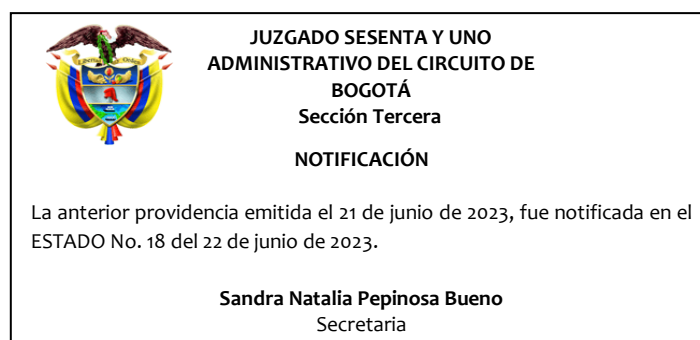 Libertad y Orden
JUZGADO SESENTA Y UNO
ADMINISTRATIVO DEL CIRCUITO DE
BOGOTÁ
Sección Tercera
NOTIFICACIÓN
La anterior providencia emitida el 21 de junio de 2023, fue notificada en el
ESTADO No. 18 del 22 de junio de 2023.
Sandra Natalia Pepinosa Bueno
Secretaria